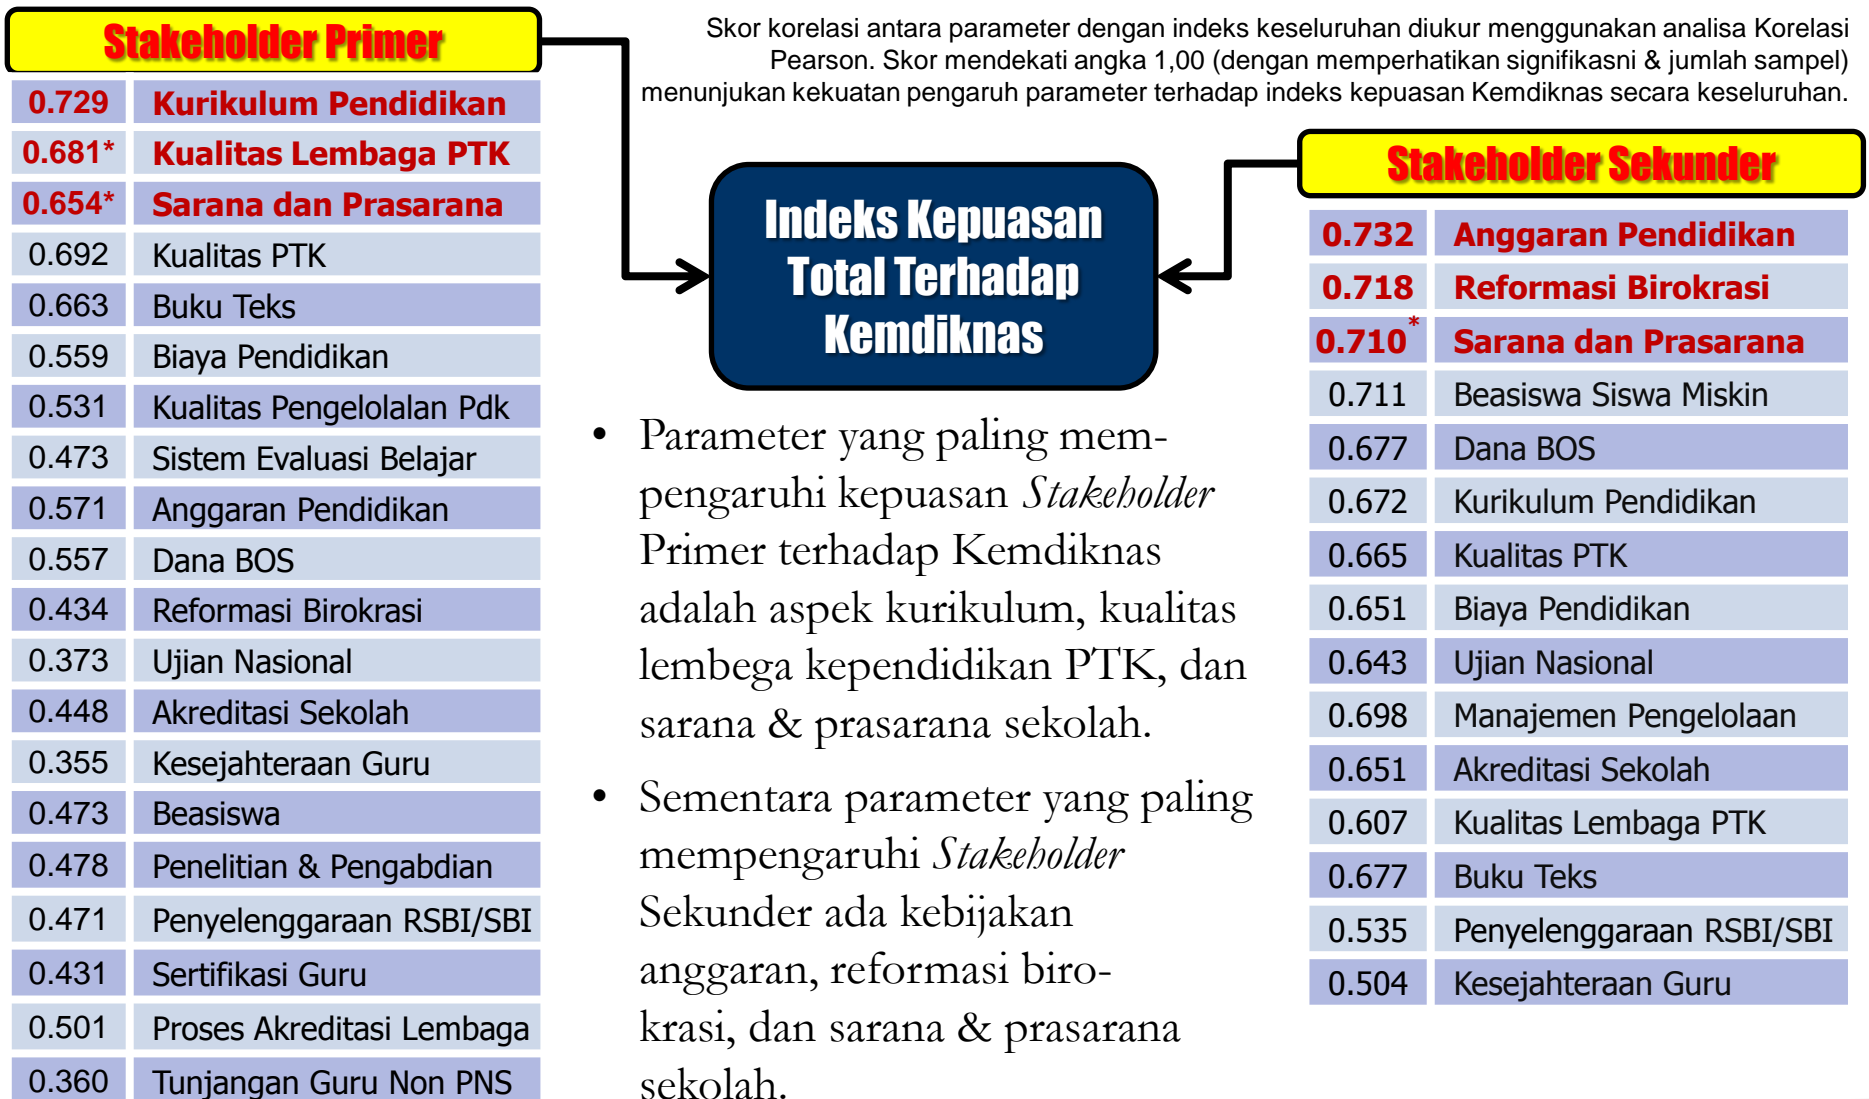 Stakeholder Primer
0.729 Kurikulum Pendidikan
0.681* Kualitas Lembaga PTK
0.654* Sarana dan Prasarana
0.692 Kualitas PTK
0.663 Buku Teks
0.559 Biaya Pendidikan
0.531 Kualitas Pengelolalan Pdk
0.473 Sistem Evaluasi Belajar
0.571 Anggaran Pendidikan
0.557 Dana BOS
0.434 Reformasi Birokrasi
0.373 Ujian Nasional
0.448 Akreditasi Sekolah
0.355 Kesejahteraan Guru
0.473 Beasiswa
0.478 Penelitian & Pengabdian
0.471 Penyelenggaraan RSBI/SBI
0.431 Sertifikasi Guru
0.501 Proses Akreditasi Lembaga
0.360 Tunjangan Guru Non PNS
Skor korelasi antara parameter dengan indeks keseluruhan diukur menggunakan analisa Korelasi
Pearson. Skor mendekati angka 1,00 (dengan memperhatikan signifikasni & jumlah sampel)
menunjukan kekuatan pengaruh parameter terhadap indeks kepuasan Kemdiknas secara keseluruhan.
Indeks Kepuasan
Total Terhadap
Kemdiknas
• Parameter yang paling mem-
pengaruhi kepuasan Stakeholder
Primer terhadap Kemdiknas
adalah aspek kurikulum, kualitas
lembega kependidikan PTK, dan
sarana & prasarana sekolah.
• Sementara parameter yang paling
mempengaruhi Stakeholder
Sekunder ada kebijakan
anggaran, reformasi biro-
krasi, dan sarana & prasarana
sekolah.
Stakeholder Sekunder
0.732 Anggaran Pendidikan
0.718 Reformasi Birokrasi
0.710* Sarana dan Prasarana
0.711 Beasiswa Siswa Miskin
0.677 Dana BOS
0.672 Kurikulum Pendidikan
0.665 Kualitas PTK
0.651 Biaya Pendidikan
0.643 Ujian Nasional
0.698 Manajemen Pengelolaan
0.651 Akreditasi Sekolah
0.607 Kualitas Lembaga PTK
0.677 Buku Teks
0.535 Penyelenggaraan RSBI/SBI
0.504 Kesejahteraan Guru